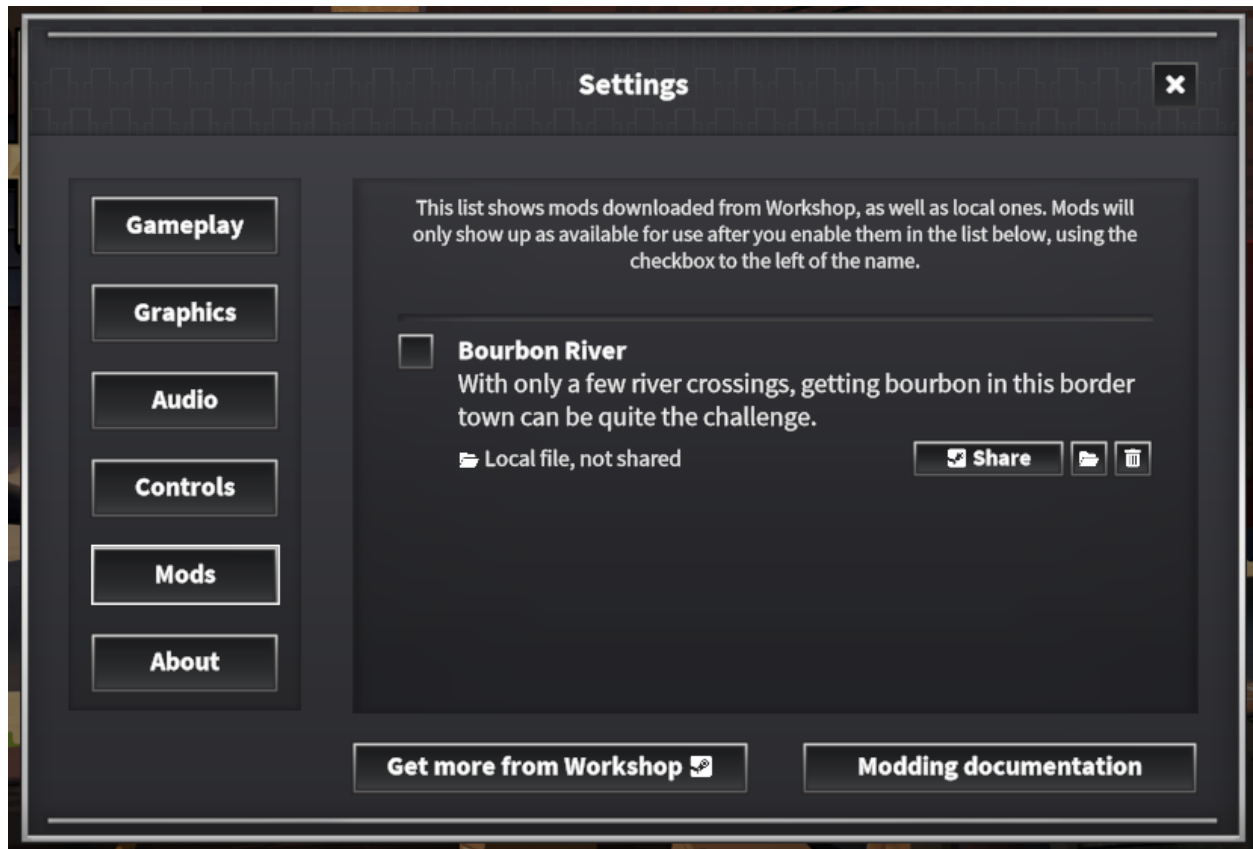 Settings
Gameplay
Graphics
Audio
Controls
Mods
About
This list shows mods downloaded from Workshop, as well as local ones. Mods will
only show up as available for use after you enable them in the list below, using the
checkbox to the left of the name.
Bourbon River
With only a few river crossings, getting bourbon in this border
town can be quite the challenge.
Local file, not shared
Share
Get more from Workshop
Modding documentation